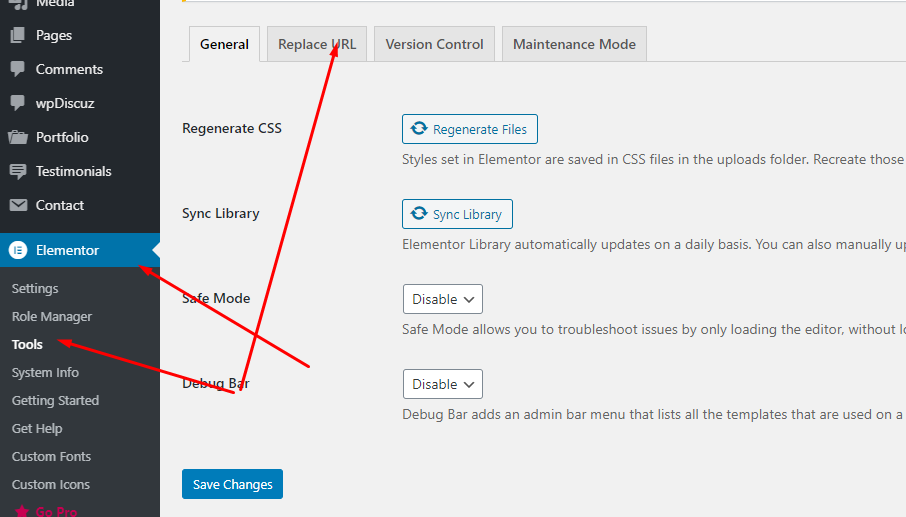 Media
Pages
Comments
wpDiscuz
Portfolio
Testimonials
Contact
Elementor
Settings
Role Manager
Tools
System Info
Getting Started
Get Help
Custom Fonts
Custom Icons
Go Pro
General
Replace URL
Version Control
Maintenance Mode
Regenerate CSS
Regenerate Files
Styles set in Elementor are saved in CSS files in the uploads folder. Recreate those
Sync Library
Sync Library
Elementor Library automatically updates on a daily basis. You can also manually
Safe Mode
Disable
Safe Mode allows you to troubleshoot issues by only loading the editor, without
Debug Bar
Disable
Debug Bar adds an admin bar menu that lists all the templates that are used on a
Save Changes